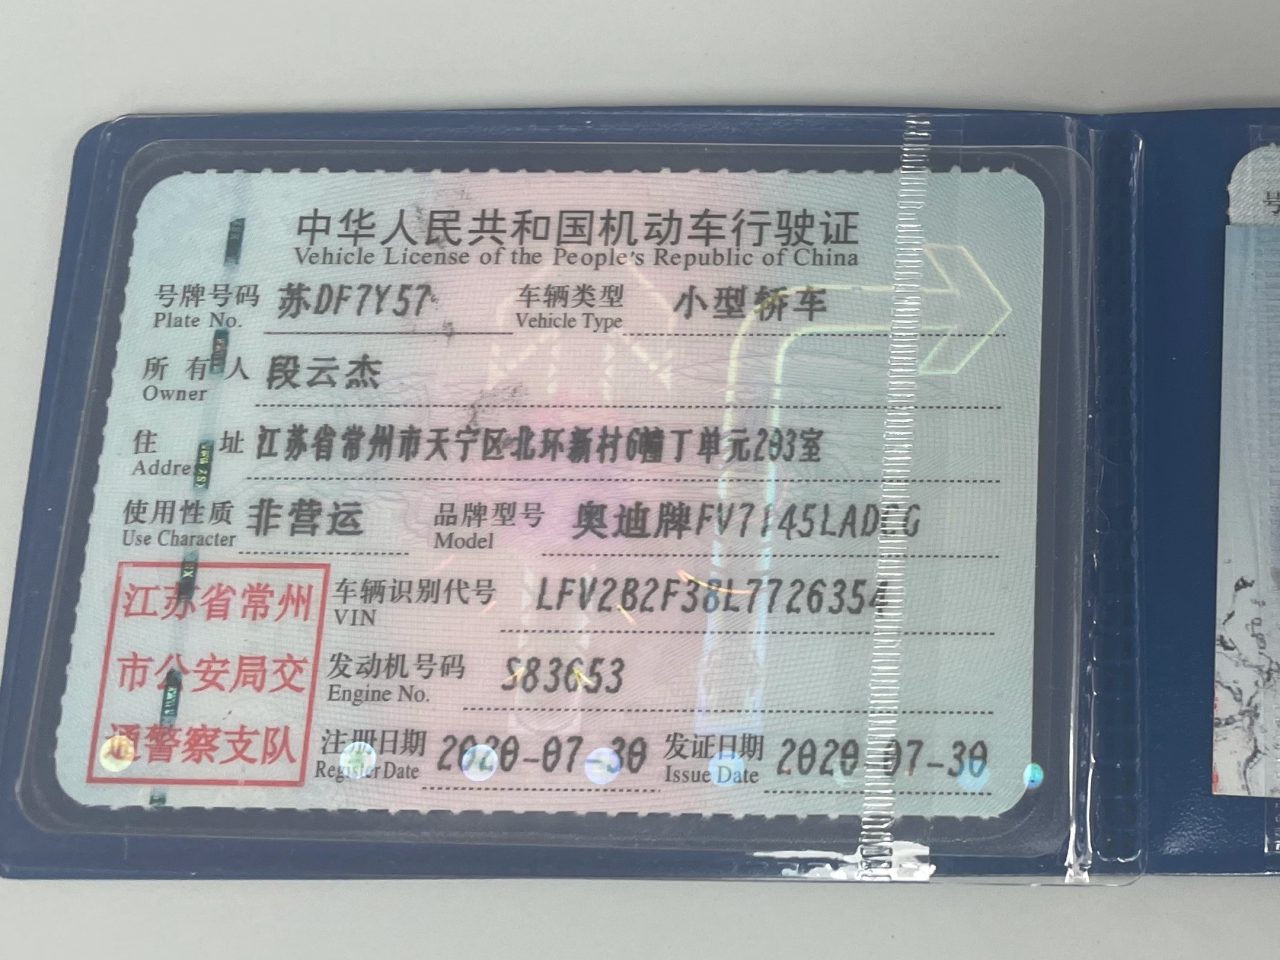 中华人民共和国机动车行驶证
Vehicle License of the People's Republic of China
号牌号码 苏DF7Y57 车辆类型 小型轿车
Plate No. Vehicle Type
所有人 段云杰
Owner
住址 江苏省常州市天宁区北环新村6幢丁单元203室
Address
使用性质 非营运 品牌型号 奥迪牌
Use Character Model
江苏省常州
市公安局交
通警察支队
车辆识别代号 LFV2B2F38L7726354
VIN
发动机号码 S83653
Engine No.
注册日期 2020-07-30 发证日期 2020-07-30
Register Date Issue Date
号